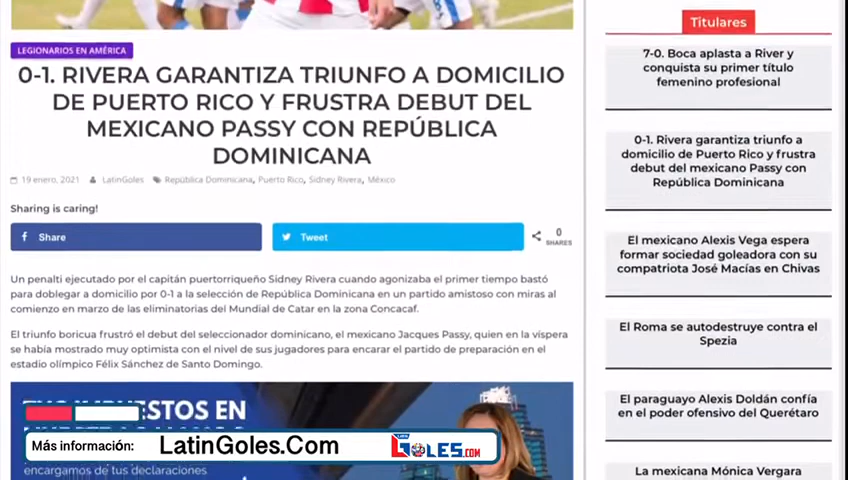 LEGIONARIOS EN AMÉRICA
0-1. RIVERA GARANTIZA TRIUNFO A DOMICILIO
DE PUERTO RICO Y FRUSTRA DEBUT DEL
MEXICANO PASSY CON REPÚBLICA
DOMINICANA
19 enero, 2021 LatinGoles República Dominicana, Puerto Rico, Sidney Rivera, México
Sharing is caring!
Share
Tweet
0
SHARES
Un penalti ejecutado por el capitán puertorriqueño Sidney Rivera cuando agonizaba el primer tiempo bastó
para doblegar a domicilio por 0-1 a la selección de República Dominicana en un partido amistoso con miras al
comienzo en marzo de las eliminatorias del Mundial de Catar en la zona Concacaf.
El triunfo boricua frustró el debut del seleccionador dominicano, el mexicano Jacques Passy, quien en la víspera
se había mostrado muy optimista con el nivel de sus jugadores para encarar el partido de preparación en el
estadio olímpico Félix Sánchez de Santo Domingo.
ESTOS EN
Más información: LatinGoles.Com
LATIN
GOLES.COM
encargamos de tus declaraciones
Titulares
7-0. Boca aplasta a River y
conquista su primer título
femenino profesional
0-1. Rivera garantiza triunfo a
domicilio de Puerto Rico y frustra
debut del mexicano Passy con
República Dominicana
El mexicano Alexis Vega espera
formar sociedad goleadora con su
compatriota José Macías en Chivas
El Roma se autodestruye contra el
Spezia
El paraguayo Alexis Doldán confía
en el poder ofensivo del Querétaro
La mexicana Mónica Vergara